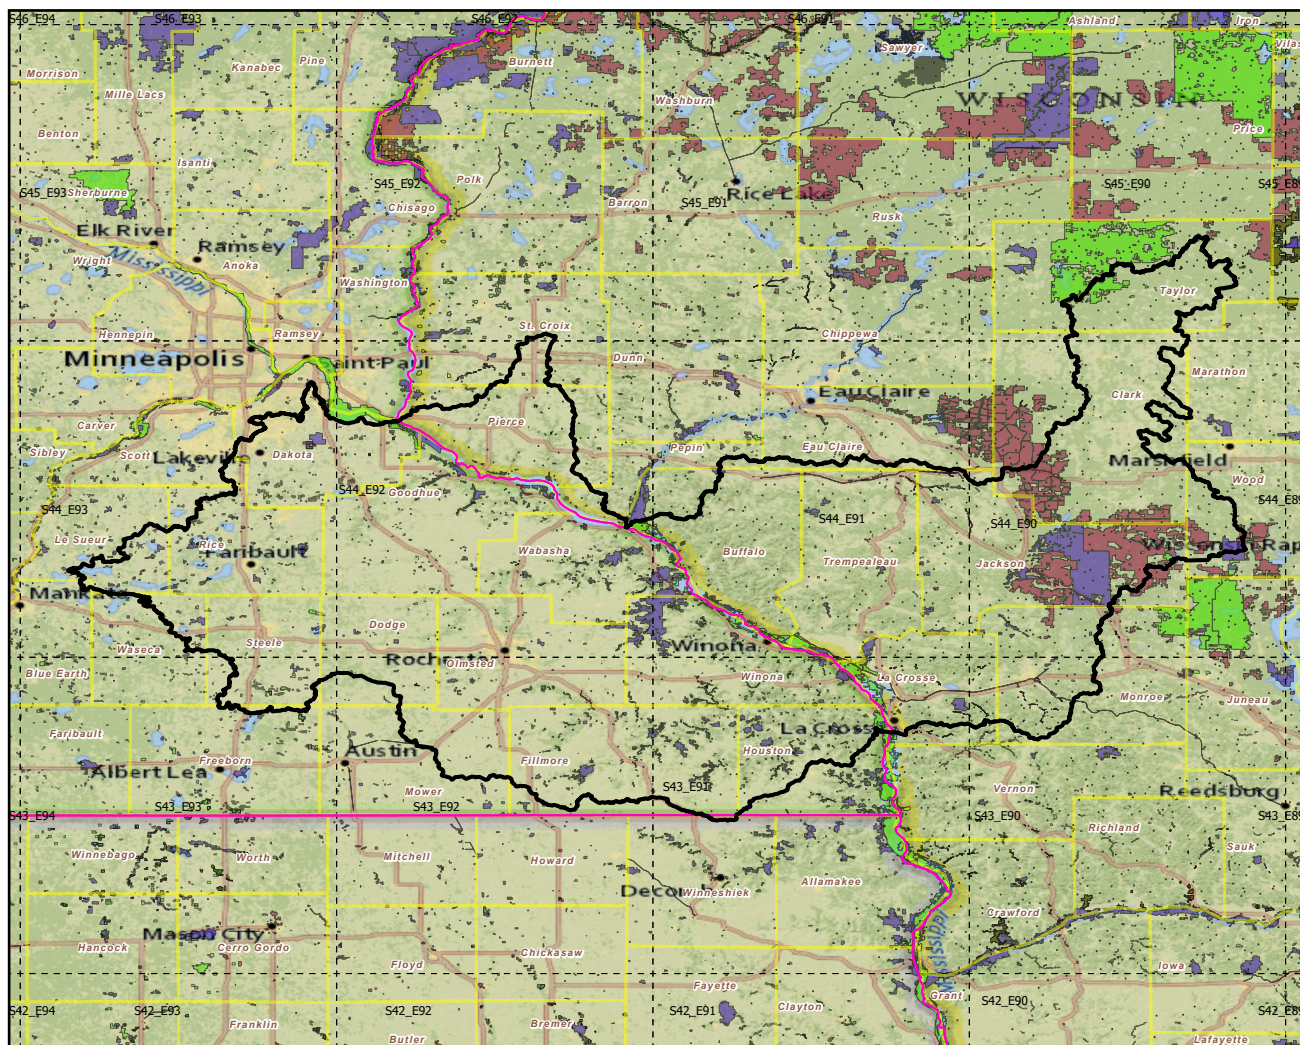 S46_E94
S46_E93
S46_E92
S46_E91
Ashland
Iron
Vilas
Sawyer
Burnett
Pine
Kanabec
Morrison
Mille Lacs
Washburn
WISCONSIN
Benton
Price
Isanti
Polk
S45_E93
Sherburne
S45_E92
S45_E91
Rice Lake
S45_E90
S45_E89
Chisago
Barron
Rusk
Elk River
Ramsey
Wright
Mississippi
Anoka
Washington
Taylor
Hennepin
Ramsey
St. Croix
Chippewa
Minneapolis
Saint Paul
Dunn
Marathon
Eau Claire
Clark
Carver
Pierce
Sibley
Scott
Lakeville
Dakota
Pepin
Eau Claire
Marshfield
Wood
S44_E92
Goodhue
S44_E93
S44_E91
S44_E90
S44_E89
Le Sueur
Rice
Faribault
Wabasha
Buffalo
Trempealeau
Jackson
Wisconsin Rap
Mankato
Dodge
Steele
Waseca
Rochester
Olmsted
Winona
Blue Earth
Winona
La Crosse
Monroe
Juneau
Faribault
La Crosse
Austin
Houston
Albert Lea
Freeborn
Fillmore
Mower
S43_E94
S43_E93
S43_E92
S43_E91
Vernon
Reedsburg
S43_E90
S43_E89
Richland
Winnebago
Worth
Mitchell
Howard
Sauk
Decorah
Winneshiek
Allamakee
Crawford
Mason City
Mississippi
Hancock
Cerro Gordo
Chickasaw
Floyd
Iowa
Fayette
Grant
S42_E94
S42_E93
S42_E92
S42_E91
Clayton
S42_E90
S42_E89
Franklin
Bremer
Butler
Lafayette